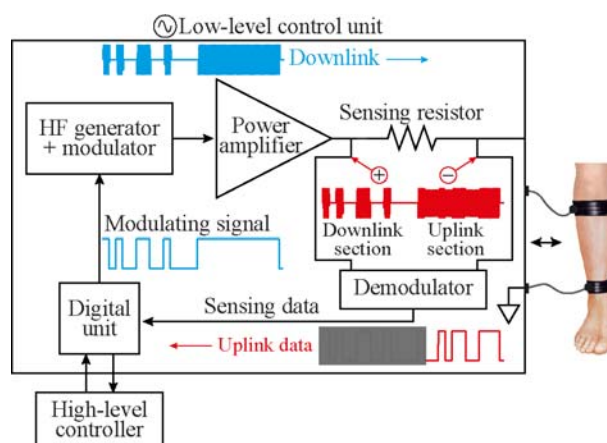 Low-level control unit
Downlink
HF generator
+ modulator
Power
amplifier
Sensing resistor
+
−
Modulating signal
Downlink
section
Uplink
section
Digital
unit
Sensing data
Demodulator
Uplink data
High-level
controller